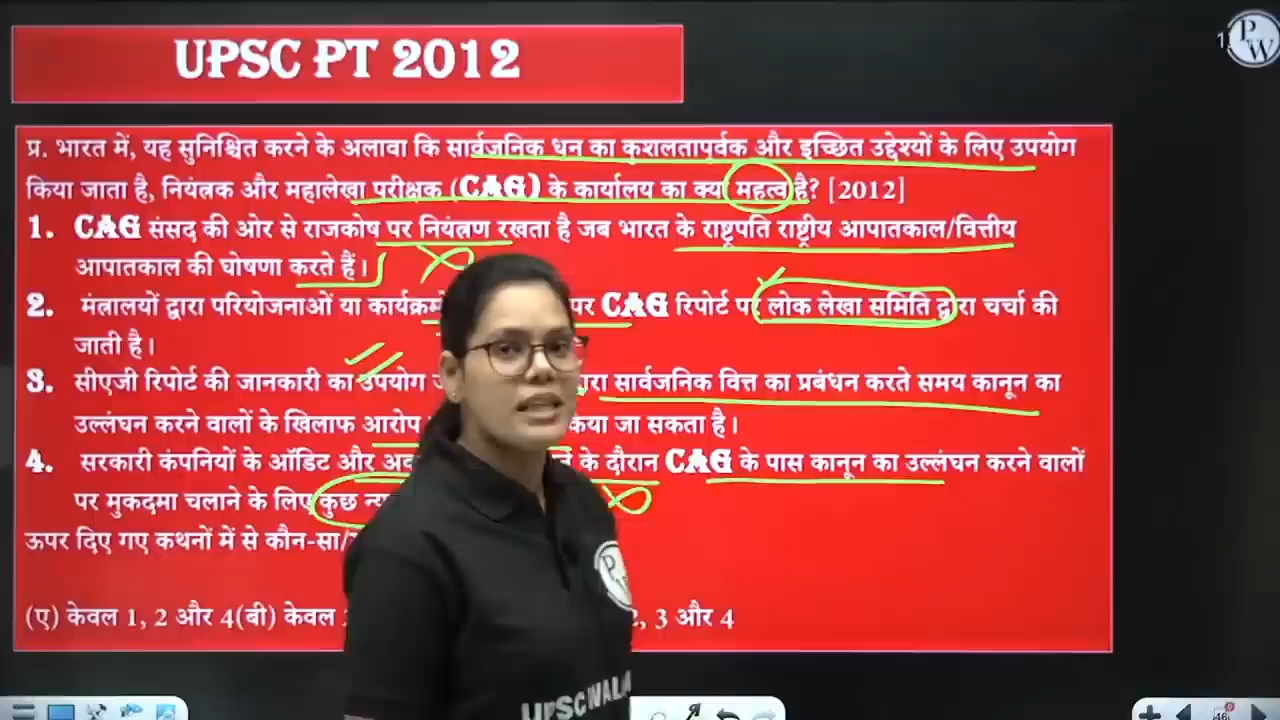 UPSC PT 2012
प्र. भारत में, यह सुनिश्चित करने के अलावा कि सार्वजनिक धन का कुशलतापूर्वक और इच्छित उद्देश्यों के लिए उपयोग
किया जाता है, नियंत्रक और महालेखा परीक्षक (CAG) के कार्यालय का क्या महत्व है? [2012]
1. CAG संसद की ओर से राजकोष पर नियंत्रण रखता है जब भारत के राष्ट्रपति राष्ट्रीय आपातकाल/वित्तीय
आपातकाल की घोषणा करते हैं।
2. मंत्रालयों द्वारा परियोजनाओं या पर CAG रिपोर्ट पर लोक लेखा समिति द्वारा चर्चा की
जाती है।
3. सीएजी रिपोर्ट की जानकारी का उपयोग सार्वजनिक वित्त का प्रबंधन करते समय कानून का
उल्लंघन करने वालों के खिलाफ आरोप किया जा सकता है।
4. सरकारी कंपनियों के ऑडिट और के दौरान CAG के पास कानून का उल्लंघन करने वालों
पर मुकदमा चलाने के लिए कुछ
ऊपर दिए गए कथनों में से
(ए) केवल 1, 2 और 4(बी) केवल , 3 और 4
PW
PW
UPSC WALA